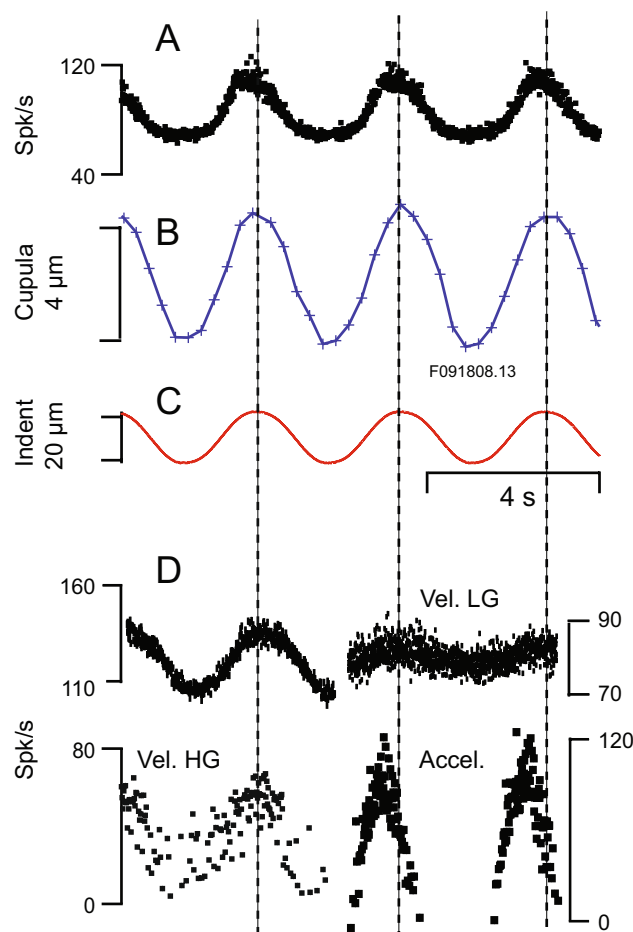 A
120
Spk/s
40
B
Cupula
4 µm
F091808.13
C
Indent
20 µm
4 s
D
160
110
Vel. LG
90
70
Spk/s
80
Vel. HG
0
Accel.
120
0